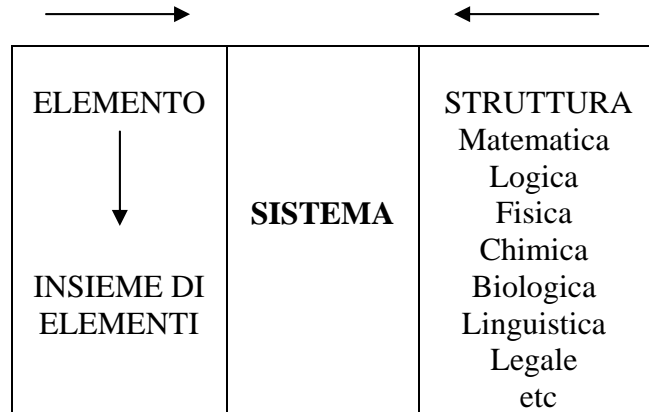 ELEMENTO
INSIEME DI
ELEMENTI
SISTEMA
STRUTTURA
Matematica
Logica
Fisica
Chimica
Biologica
Linguistica
Legale
etc